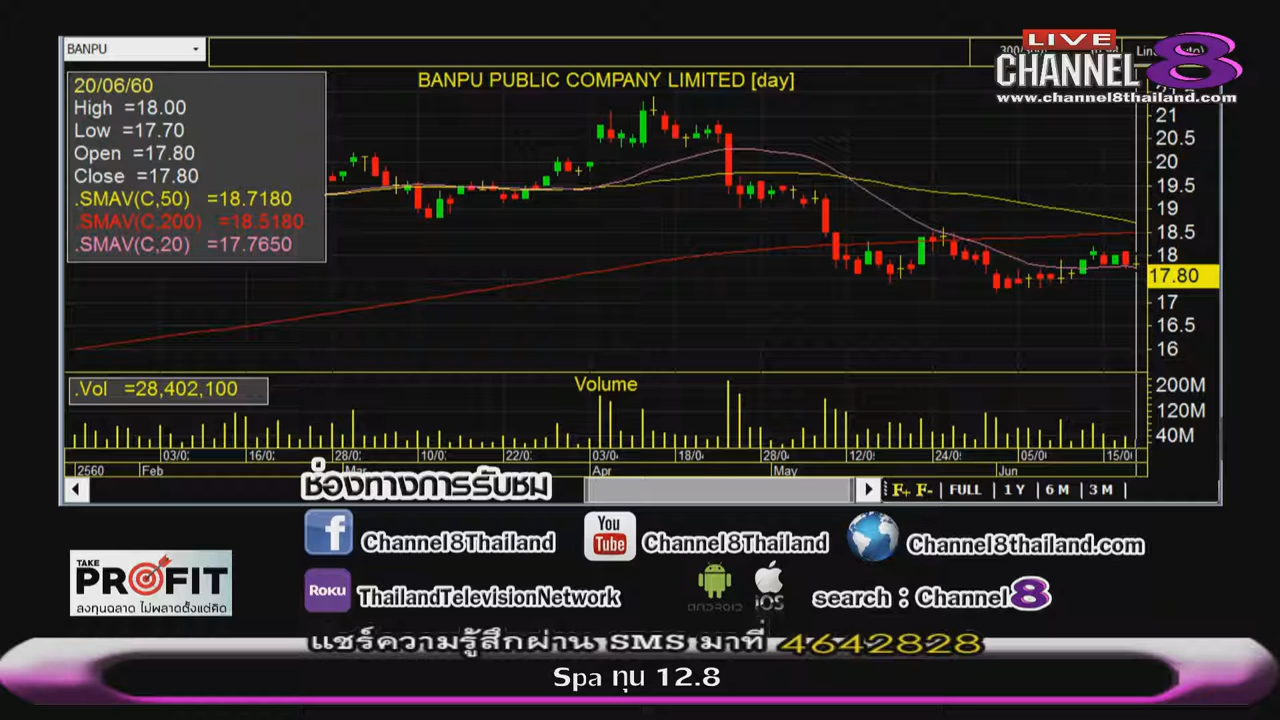 BANPU
LIVE
CHANNEL 8
www.channel8thailand.com
BANPU PUBLIC COMPANY LIMITED [day]
20/06/60
High =18.00
Low =17.70
Open =17.80
Close =17.80
.SMAV(C,50) =18.7180
.SMAV(C,200) =18.5180
.SMAV(C,20) =17.7650
21
20.5
20
19.5
19
18.5
18
17.80
17
16.5
16
.Vol =28,402,100
Volume
200M
120M
40M
03/0 16/0 28/0 10/0 22/0 03/0 18/0 28/0 12/0 24/0 05/0 15/0
2560 Feb Mar Apr May Jun
F+ F- FULL 1 Y 6 M 3 M
ช่องทางการรับชม
f Channel8Thailand
You Tube Channel8Thailand
Channel8thailand.com
TAKE PROFIT
ลงทุนฉลาด ไม่พลาดตั้งแต่คิด
Roku ThailandTelevisionNetwork
ANDROID iOS
search : Channel 8
แชร์ความรู้สึกผ่าน SMS มาที่ 4642828
Spa ทุน 12.8